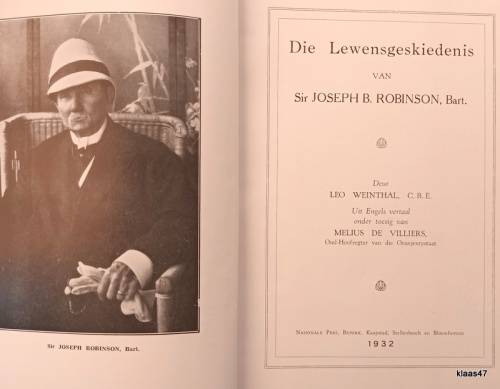 Sir JOSEPH ROBINSON, Bart.
Die Lewensgeskiedenis
VAN
Sir JOSEPH B. ROBINSON, Bart.
Deur
LEO WEINTHAL, C. B. E.
Uit Engels vertaal
onder toesig van
MELIUS DE VILLIERS,
Oud-Hoofregter van die Oranjevrystaat
NASIONALE PERS, BEPERK, Kaapstad, Stellenbosch en Bloemfontein
1932
klaas47